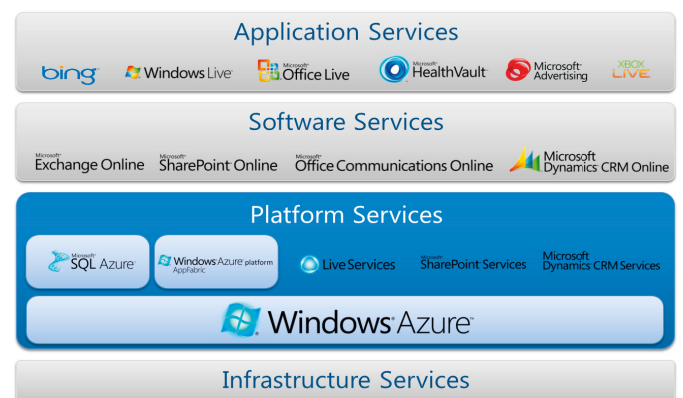 Application Services
bing Windows Live Microsoft Office Live Microsoft HealthVault Microsoft Advertising XBOX LIVE
Software Services
Microsoft Exchange Online Microsoft SharePoint Online Microsoft Office Communications Online Microsoft Dynamics CRM Online
Platform Services
Microsoft SQL Azure Windows Azure platform AppFabric Live Services Microsoft SharePoint Services Microsoft Dynamics CRM Services
Windows Azure
Infrastructure Services